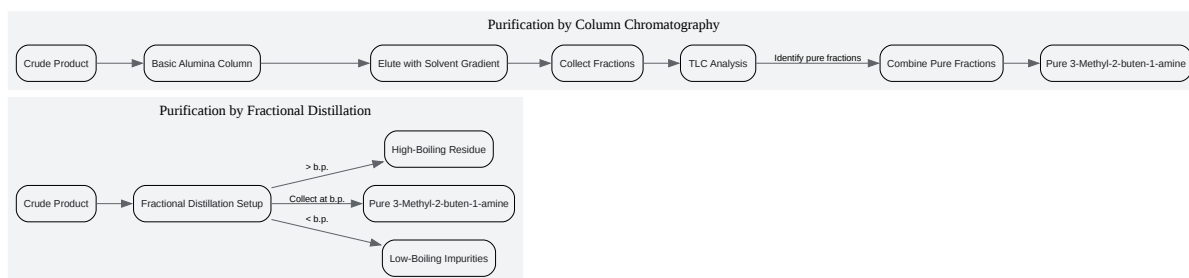 Purification by Column Chromatography
Crude Product
Basic Alumina Column
Elute with Solvent Gradient
Collect Fractions
TLC Analysis
Identify pure fractions
Combine Pure Fractions
Pure 3-Methyl-2-buten-1-amine
Purification by Fractional Distillation
High-Boiling Residue
> b.p.
Crude Product
Fractional Distillation Setup
Collect at b.p.
Pure 3-Methyl-2-buten-1-amine
< b.p.
Low-Boiling Impurities